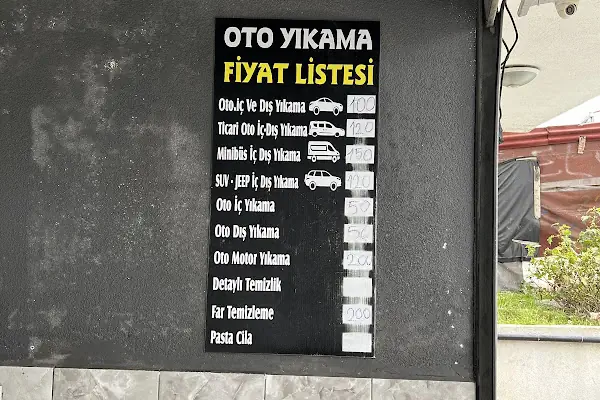 OTO YIKAMA
FİYAT LİSTESİ
Oto.iç Ve Dış Yıkama 100
Ticari Oto İç-Dış Yıkama 120
Minibüs İç Dış Yıkama 150
SUV - JEEP İç Dış Yıkama 120
Oto İç Yıkama 50
Oto Dış Yıkama 50
Oto Motor Yıkama 200
Detaylı Temizlik
Far Temizleme 200
Pasta Cila